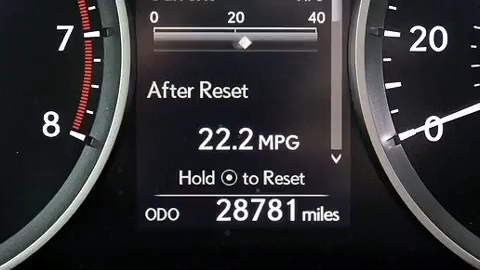 0 20 40
7
20
After Reset
8
0
22.2 MPG
Hold to Reset
ODO 28781 miles